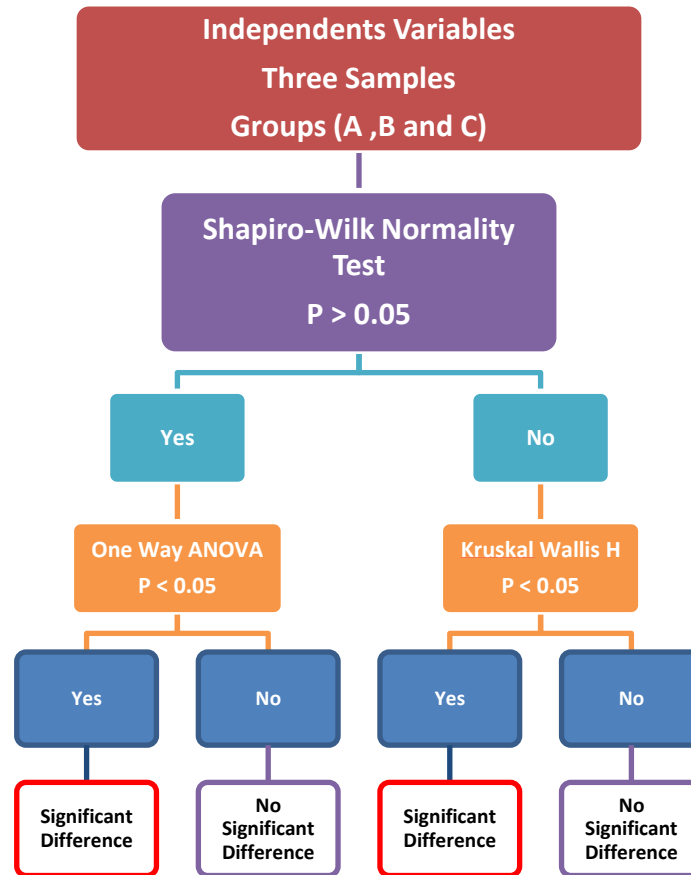 Independents Variables
Three Samples
Groups (A ,B and C)
Shapiro-Wilk Normality
Test
P > 0.05
Yes
No
One Way ANOVA
P < 0.05
Kruskal Wallis H
P < 0.05
Yes
No
Yes
No
Significant
Difference
No
Significant
Difference
Significant
Difference
No
Significant
Difference